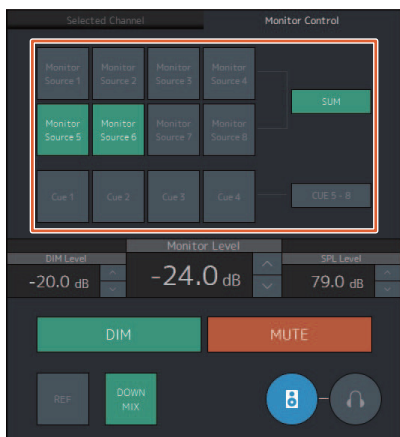 Selected Channel
Monitor Control
Monitor Source 1
Monitor Source 2
Monitor Source 3
Monitor Source 4
SUM
Monitor Source 5
Monitor Source 6
Monitor Source 7
Monitor Source 8
Cue 1
Cue 2
Cue 3
Cue 4
CUE 5 - 8
Monitor Level
DIM Level
SPL Level
-20.0 dB
-24.0 dB
79.0 dB
DIM
MUTE
REF
DOWN MIX